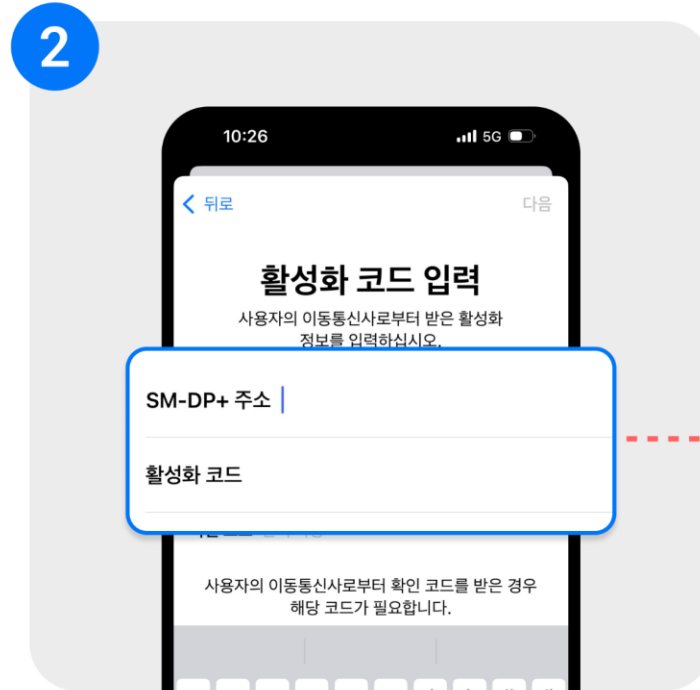 2
10:26
5G
뒤로
다음
활성화 코드 입력
사용자의 이동통신사로부터 받은 활성화
정보를 입력하십시오.
SM-DP+ 주소
활성화 코드
사용자의 이동통신사로부터 확인 코드를 받은 경우
해당 코드가 필요합니다.